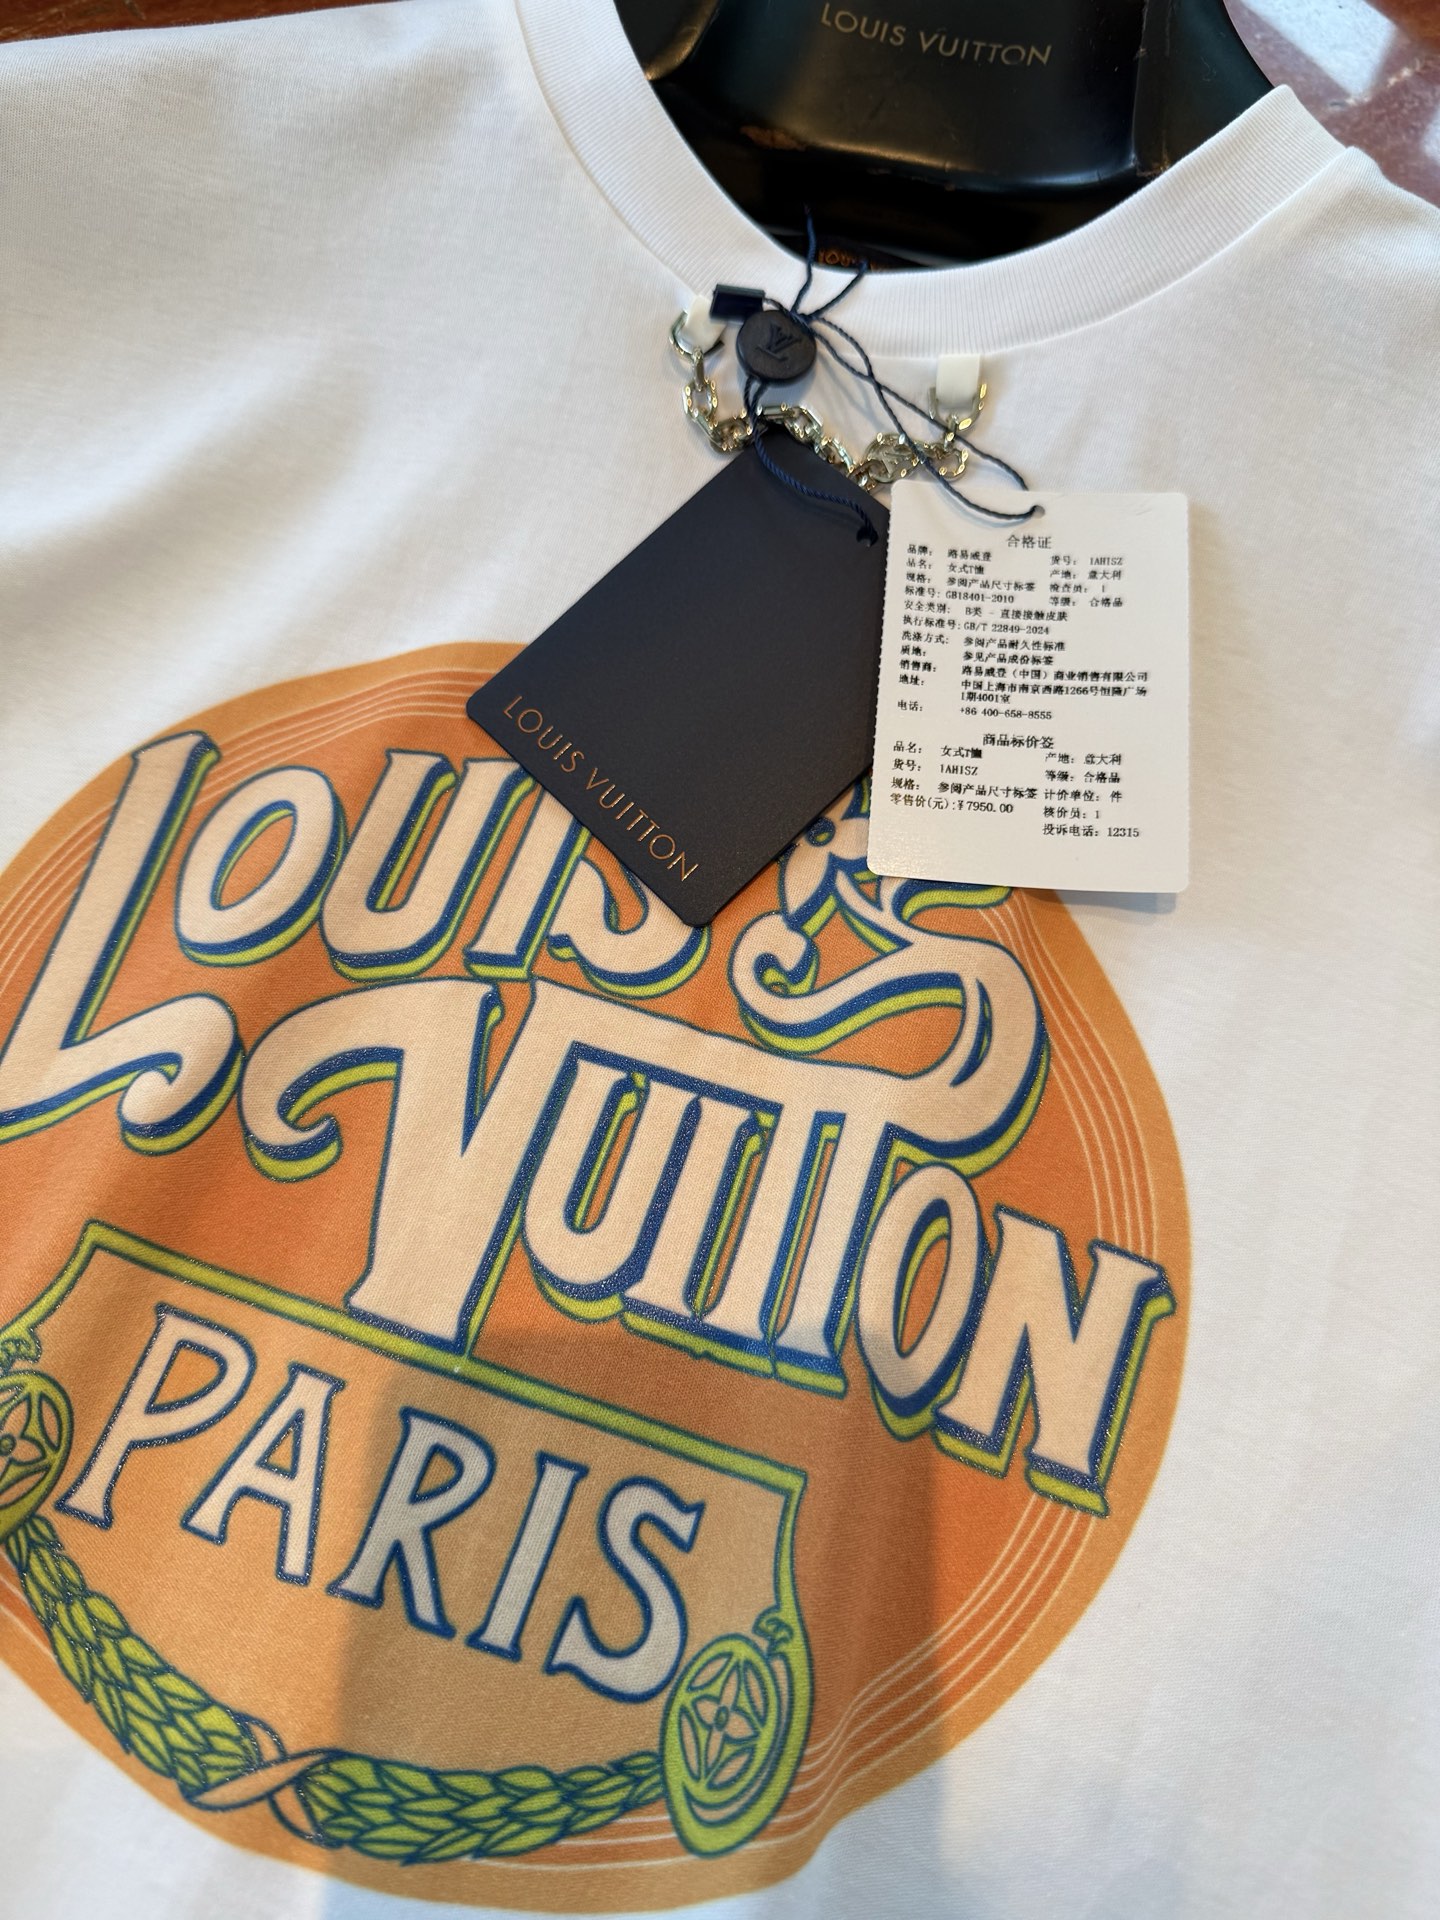 LOUIS VUITTON
LV
合格证
品牌: 路易威登 货号: 1AHISZ
品名: 女式T恤 产地: 意大利
规格: 参阅产品尺寸标签 检查员: 1
标准号: GB18401-2010 等级: 合格品
安全类别: B类 - 直接接触皮肤
执行标准号: GB/T 22849-2024
洗涤方式: 参阅产品耐久性标准
质地: 参见产品成份标签
销售商: 路易威登（中国）商业销售有限公司
地址: 中国上海市南京西路1266号恒隆广场
1期4001室
电话: +86 400-658-8555
商品标价签
品名: 女式T恤 产地: 意大利
货号: 1AHISZ 等级: 合格品
规格: 参阅产品尺寸标签 计价单位: 件
零售价(元):¥7950.00 核价员: 1
投诉电话: 12315
LOUIS VUITTON
LOUIS
VUITTON
PARIS